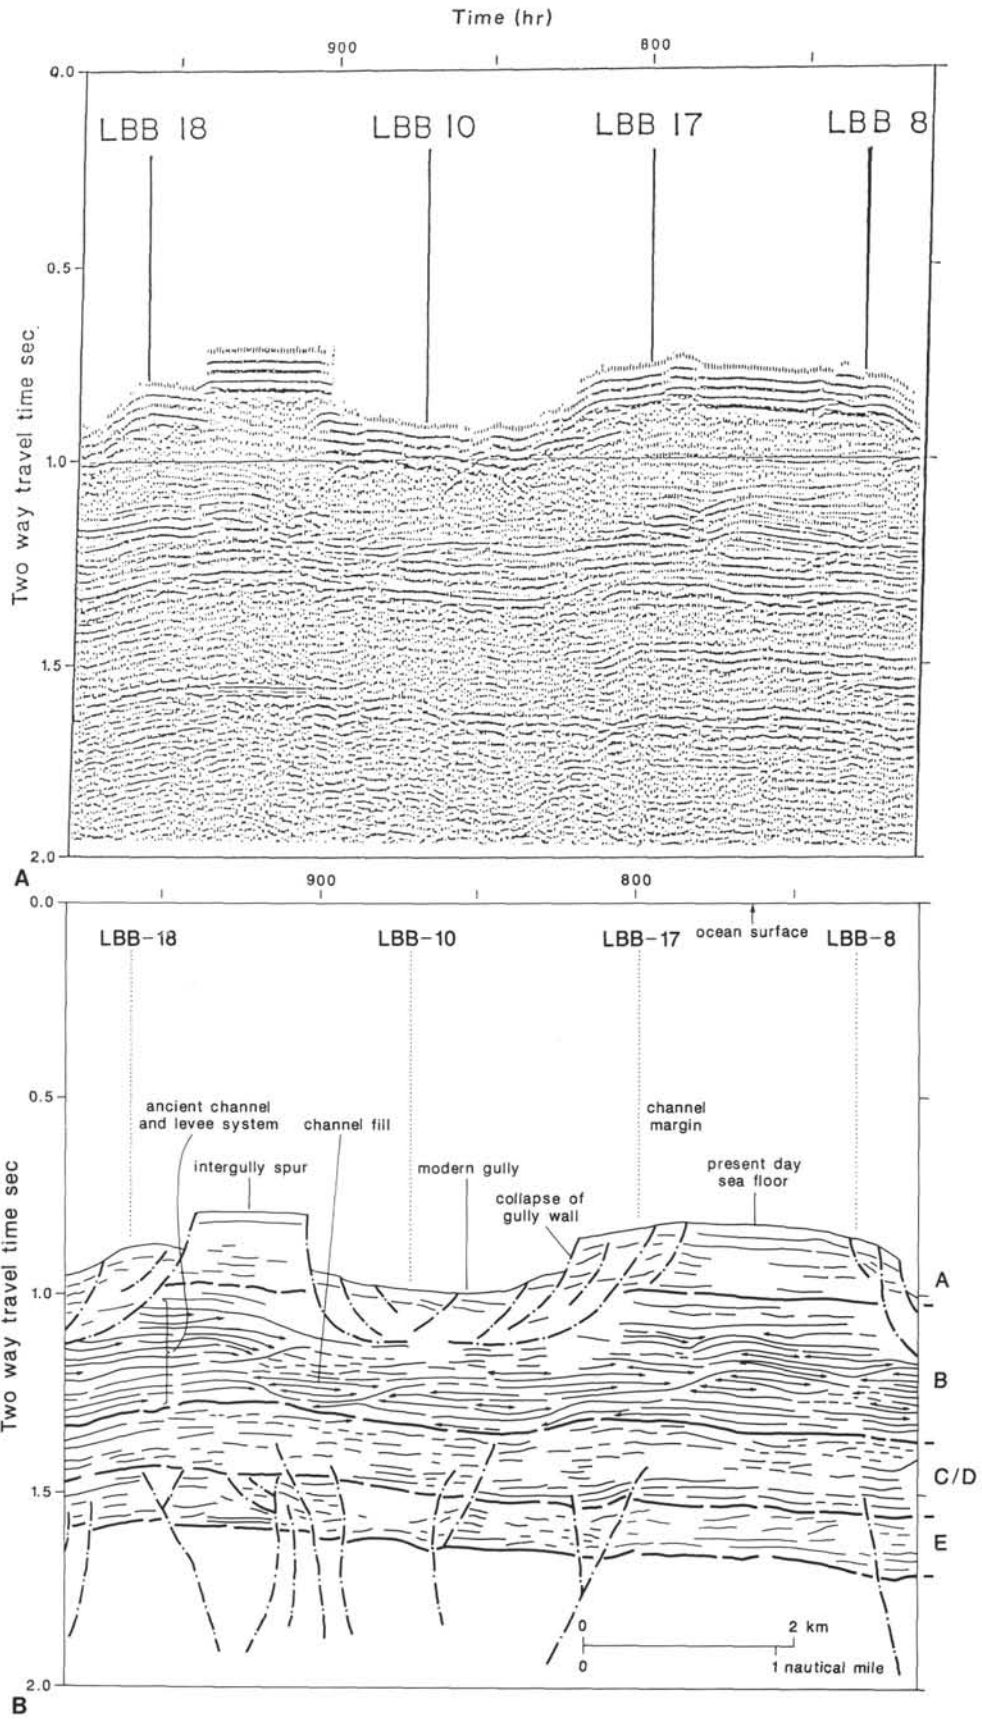 Time (hr)
900 800
0.0
LBB 18 LBB 10 LBB 17 LBB 8
0.5
Two way travel time sec.
1.0
1.5
2.0
A
900 800
0.0
ocean surface
LBB-18 LBB-10 LBB-17 LBB-8
0.5
ancient channel
and levee system
channel fill
channel
margin
intergully spur
modern gully
present day
sea floor
collapse of
gully wall
Two way travel time sec
A
1.0
B
C/D
1.5
E
0 2 km
0 1 nautical mile
2.0
B